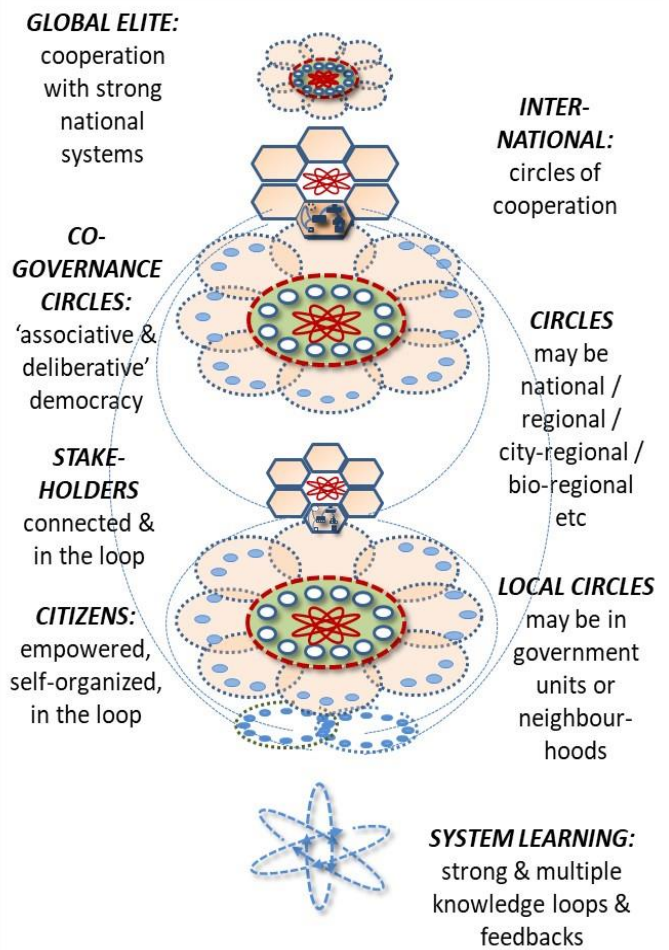 GLOBAL ELITE:
cooperation
with strong
national
systems
INTER-
NATIONAL:
circles of
cooperation
CO-
GOVERNANCE
CIRCLES:
‘associative &
deliberative’
democracy
CIRCLES
may be
national /
regional /
city-regional /
bio-regional
etc
STAKE-
HOLDERS
connected &
in the loop
CITIZENS:
empowered,
self-organized,
in the loop
LOCAL CIRCLES
may be in
government
units or
neighbour-
hoods
SYSTEM LEARNING:
strong & multiple
knowledge loops &
feedbacks